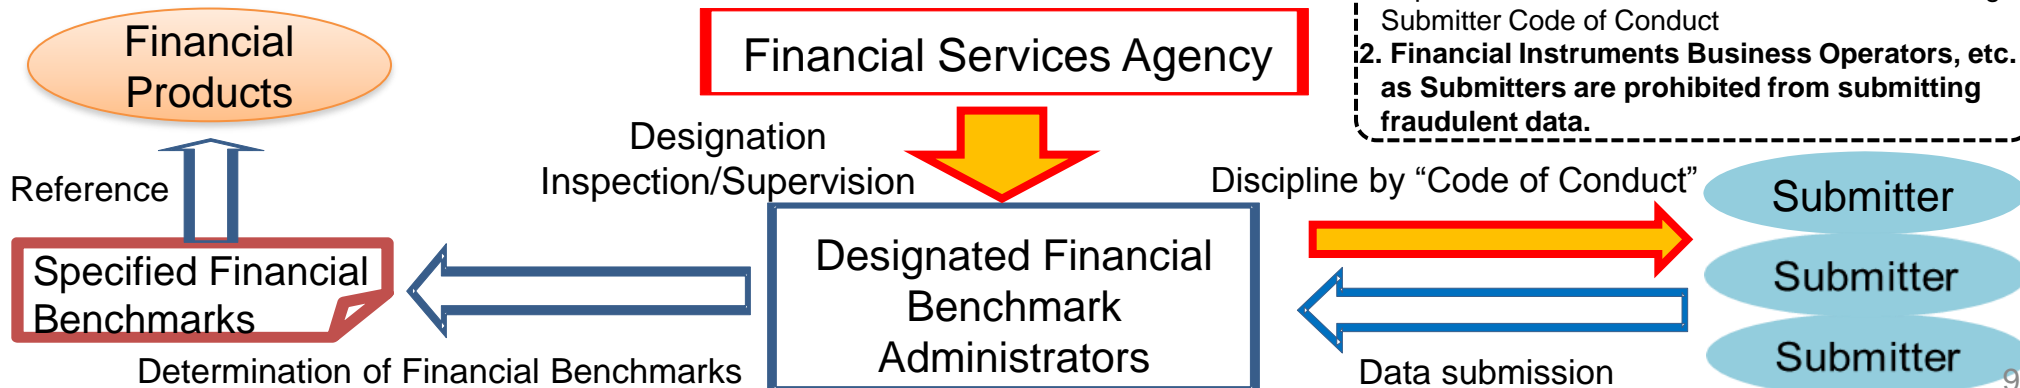 Financial
Products
Financial Services Agency
Submitter Code of Conduct
2. Financial Instruments Business Operators, etc.
as Submitters are prohibited from submitting
fraudulent data.
Designation
Inspection/Supervision
Reference
Discipline by “Code of Conduct”
Submitter
Specified Financial
Benchmarks
Designated Financial
Benchmark
Administrators
Submitter
Submitter
Determination of Financial Benchmarks
Data submission
9